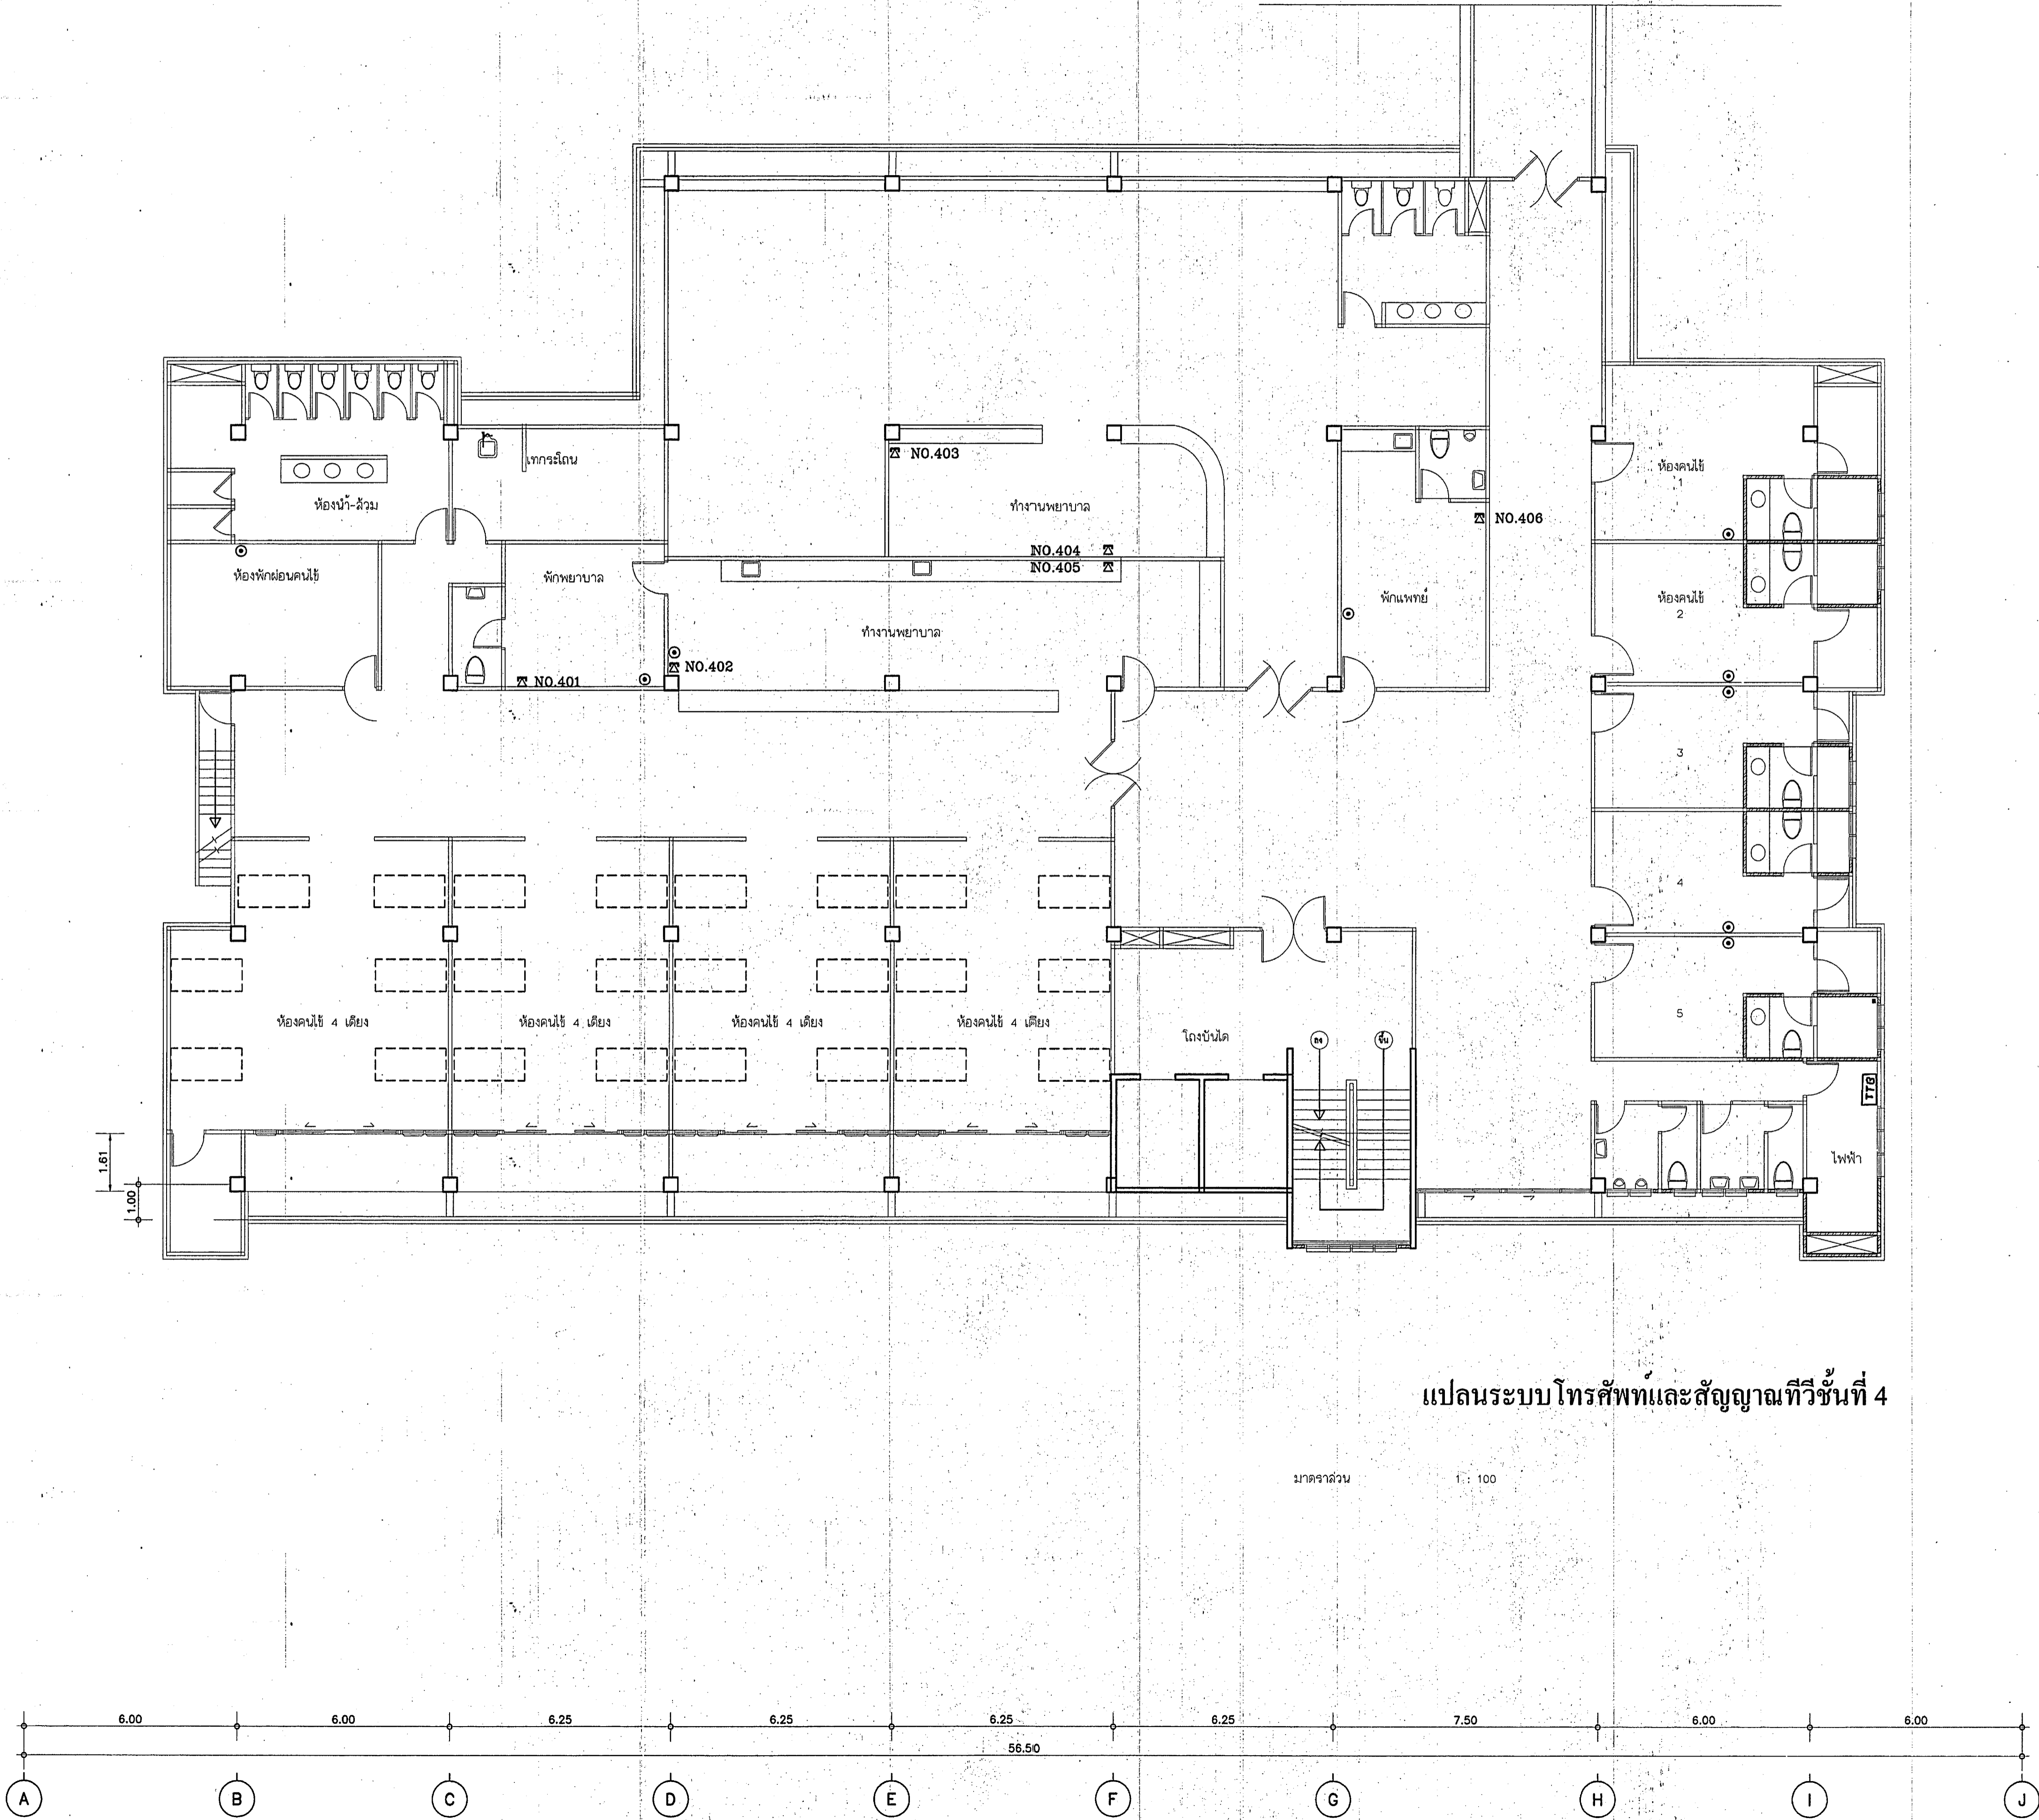 NO.403
เทกระโถน
ห้องคนไข้
1
ห้องน้ำ-ส้วม
ทำงานพยาบาล
NO.406
NO.404
NO.405
ห้องพักผ่อนคนไข้
พักพยาบาล
พักแพทย์
ห้องคนไข้
2
ทำงานพยาบาล
NO.402
NO.401
3
4
5
ห้องคนไข้ 4 เตียง
ห้องคนไข้ 4 เตียง
ห้องคนไข้ 4 เตียง
ห้องคนไข้ 4 เตียง
โถงบันได
ลง
ขึ้น
TTB
ไฟฟ้า
1.61
1.00
แปลนระบบโทรศัพท์และสัญญาณทีวีชั้นที่ 4
มาตราส่วน 1 : 100
6.00 6.00 6.25 6.25 6.25 6.25 7.50 6.00 6.00
56.50
A B C D E F G H I J